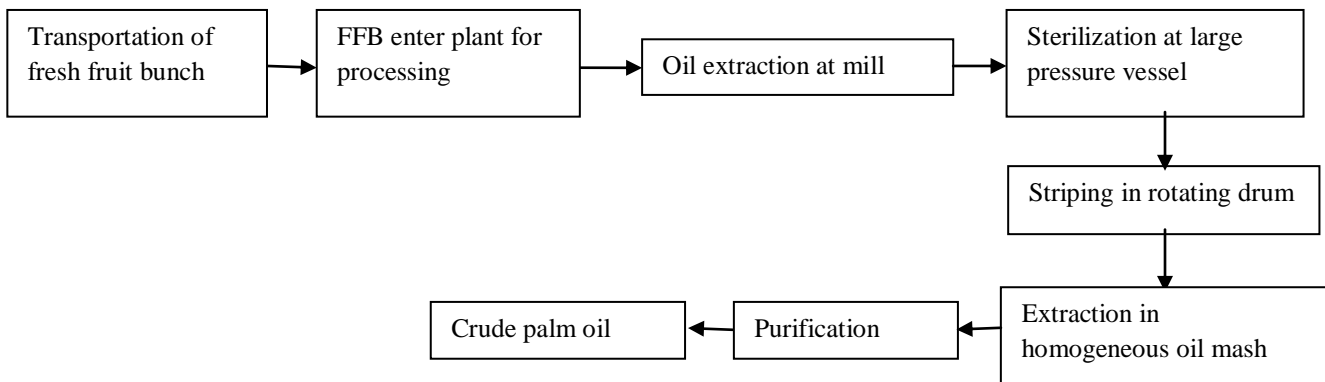 Transportation of
fresh fruit bunch
FFB enter plant for
processing
Oil extraction at mill
Sterilization at large
pressure vessel
Striping in rotating drum
Extraction in
homogeneous oil mash
Purification
Crude palm oil